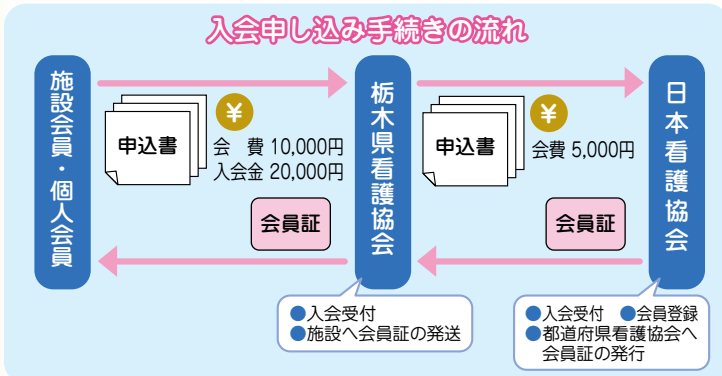 入会申し込み手続きの流れ
施設会員・個人会員
申込書
¥
会　費 10,000円
入会金 20,000円
会員証
栃木県看護協会
申込書
¥
会費 5,000円
会員証
日本看護協会
●入会受付
●施設へ会員証の発送
●入会受付　●会員登録
●都道府県看護協会へ
会員証の発行